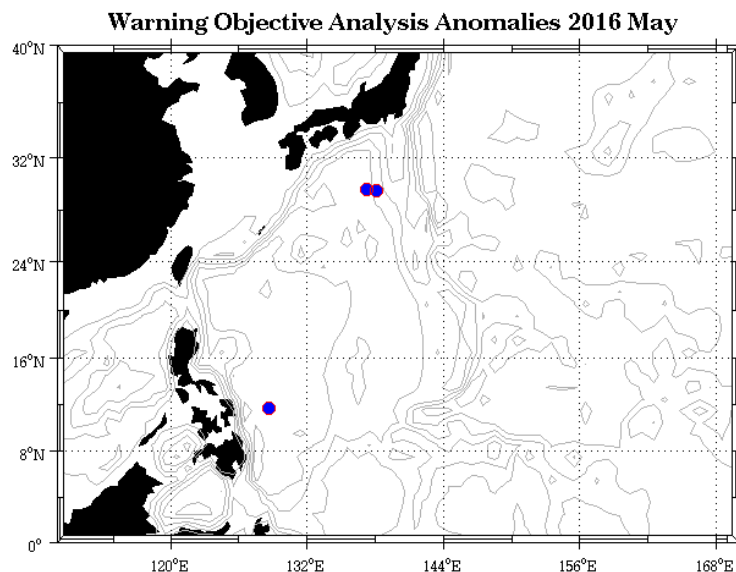 Warning Objective Analysis Anomalies 2016 May
40°N
32°N
24°N
16°N
8°N
0°
120°E
132°E
144°E
156°E
168°E